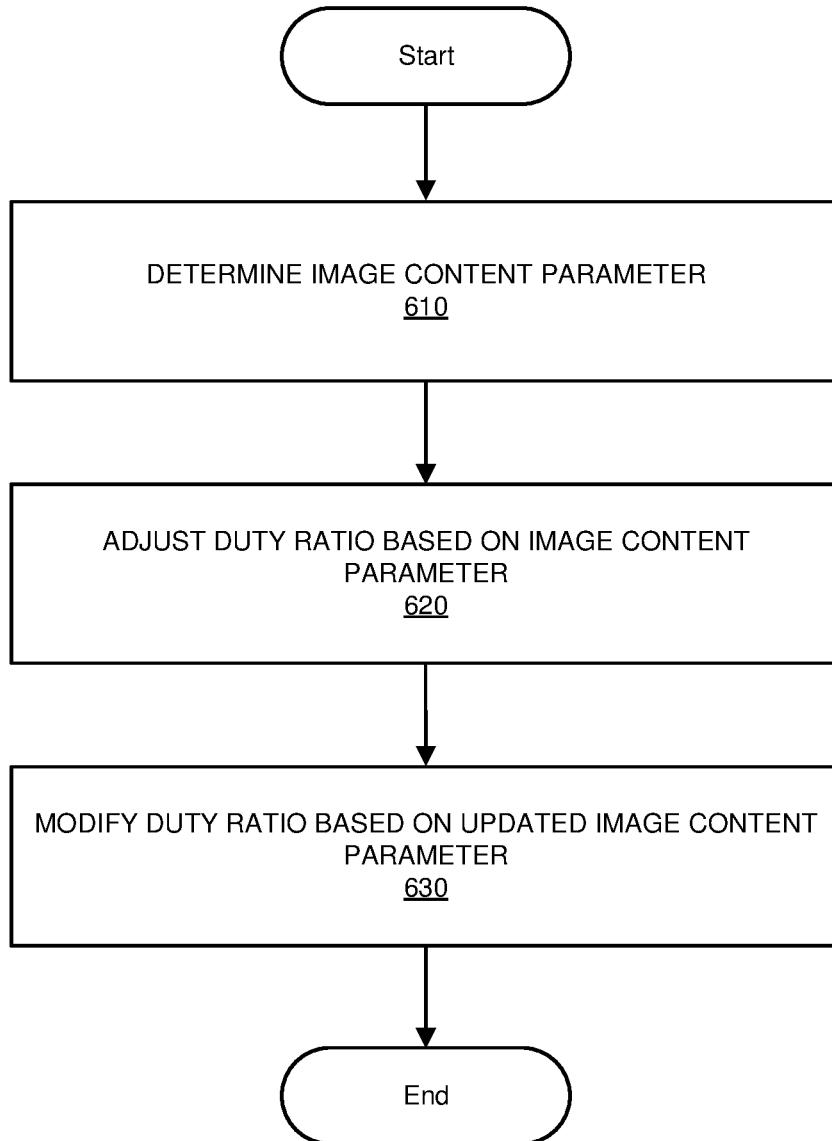 Start
DETERMINE IMAGE CONTENT PARAMETER
610
ADJUST DUTY RATIO BASED ON IMAGE CONTENT
PARAMETER
620
MODIFY DUTY RATIO BASED ON UPDATED IMAGE CONTENT
PARAMETER
630
End